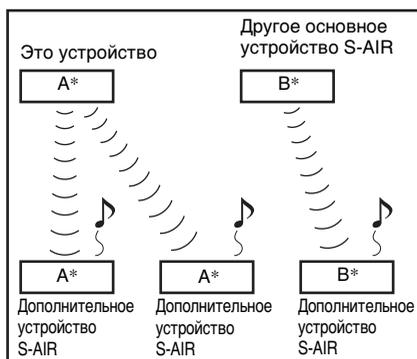 Это устройство
Другое основное
устройство S-AIR
A*
B*
A*
A*
B*
Дополнительное
устройство
S-AIR
Дополнительное
устройство
S-AIR
Дополнительное
устройство
S-AIR